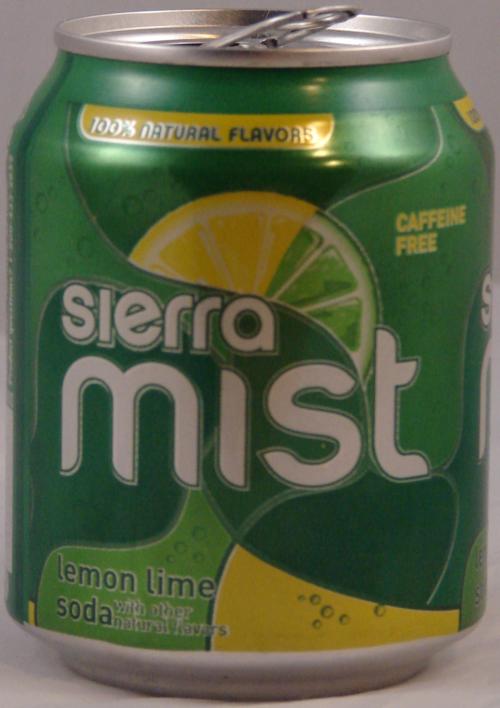 100% NATURAL FLAVORS
CAFFEINE
FREE
sierra
mist
lemon lime
soda with other
natural flavors